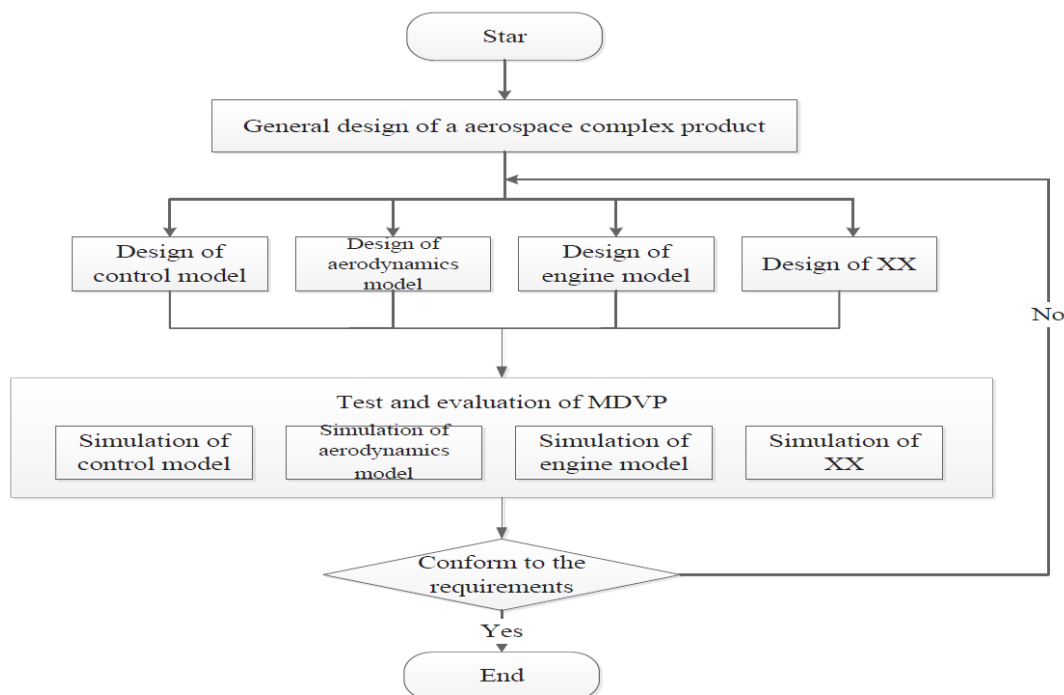 Star
General design of a aerospace complex product
Design of
control model
Design of
aerodynamics
model
Design of
engine model
Design of XX
No
Test and evaluation of MDVP
Simulation of
control model
Simulation of
aerodynamics
model
Simulation of
engine model
Simulation of
XX
Conform to the
requirements
Yes
End